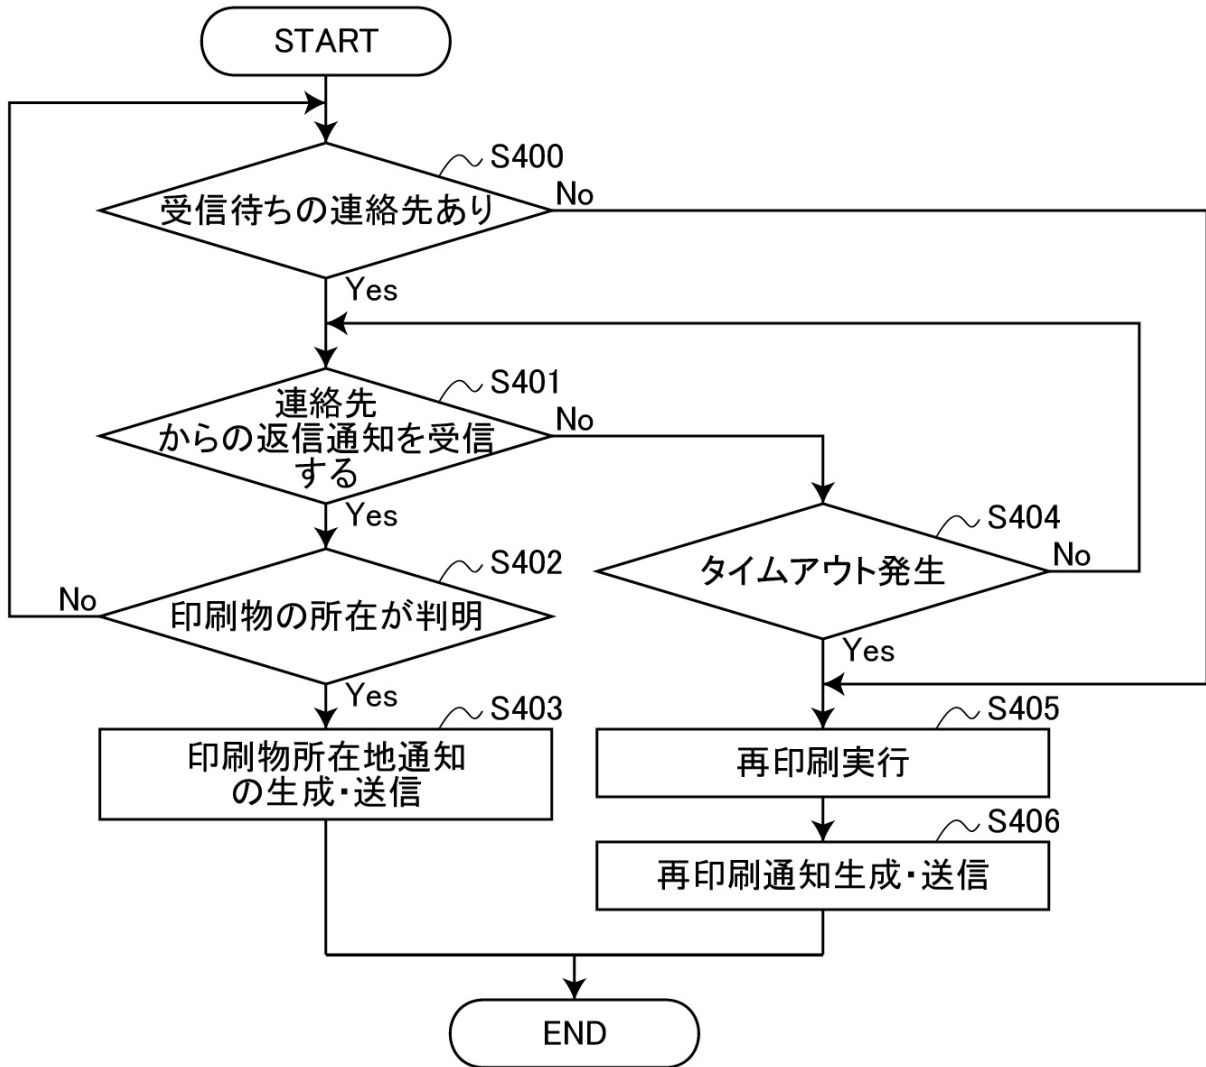 START
S400
受信待ちの連絡先あり
No
Yes
S401
連絡先
からの返信通知を受信
する
No
Yes
S404
タイムアウト発生
No
Yes
S402
印刷物の所在が判明
No
Yes
S403
印刷物所在地通知
の生成・送信
S405
再印刷実行
S406
再印刷通知生成・送信
END